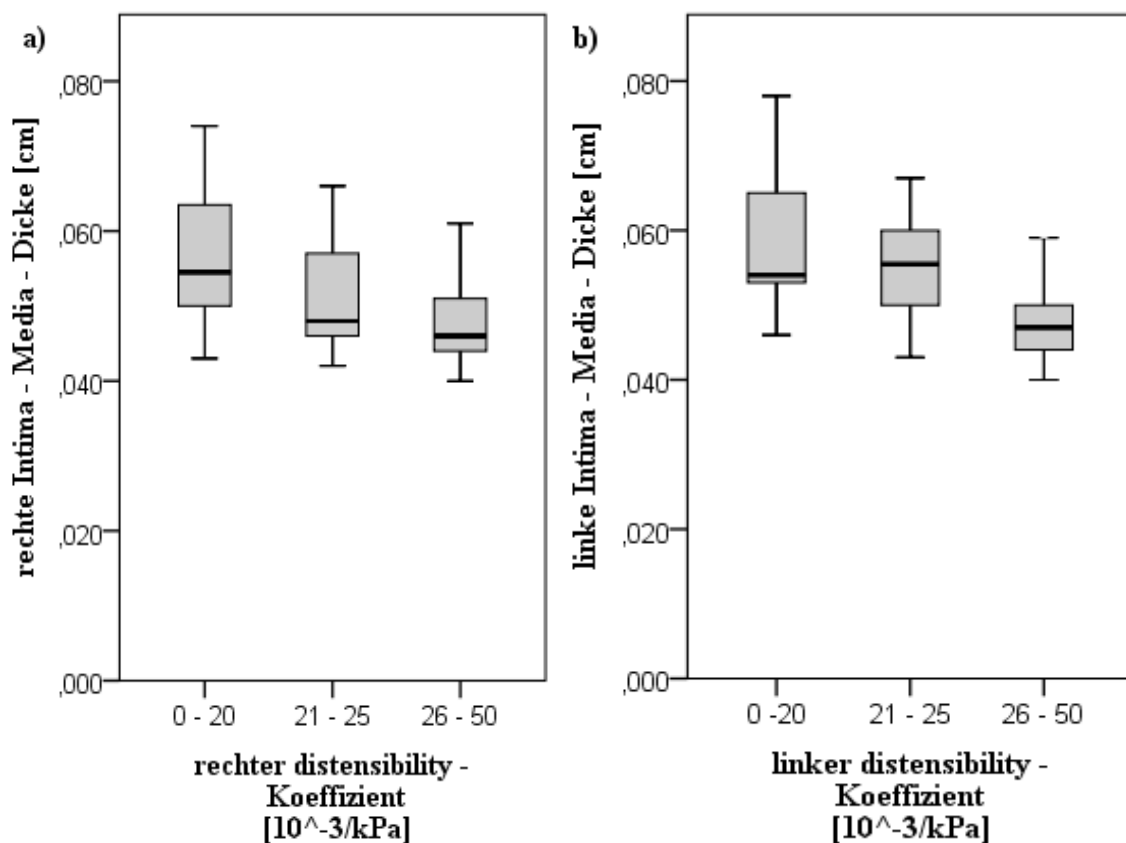 a)
rechte Intima - Media - Dicke [cm]
,080
,060
,040
,020
,000
0 - 20
21 - 25
26 - 50
rechter distensibility -
Koeffizient
[10^-3/kPa]
b)
linke Intima - Media - Dicke [cm]
,080
,060
,040
,020
,000
0 -20
21 - 25
26 - 50
linker distensibility -
Koeffizient
[10^-3/kPa]